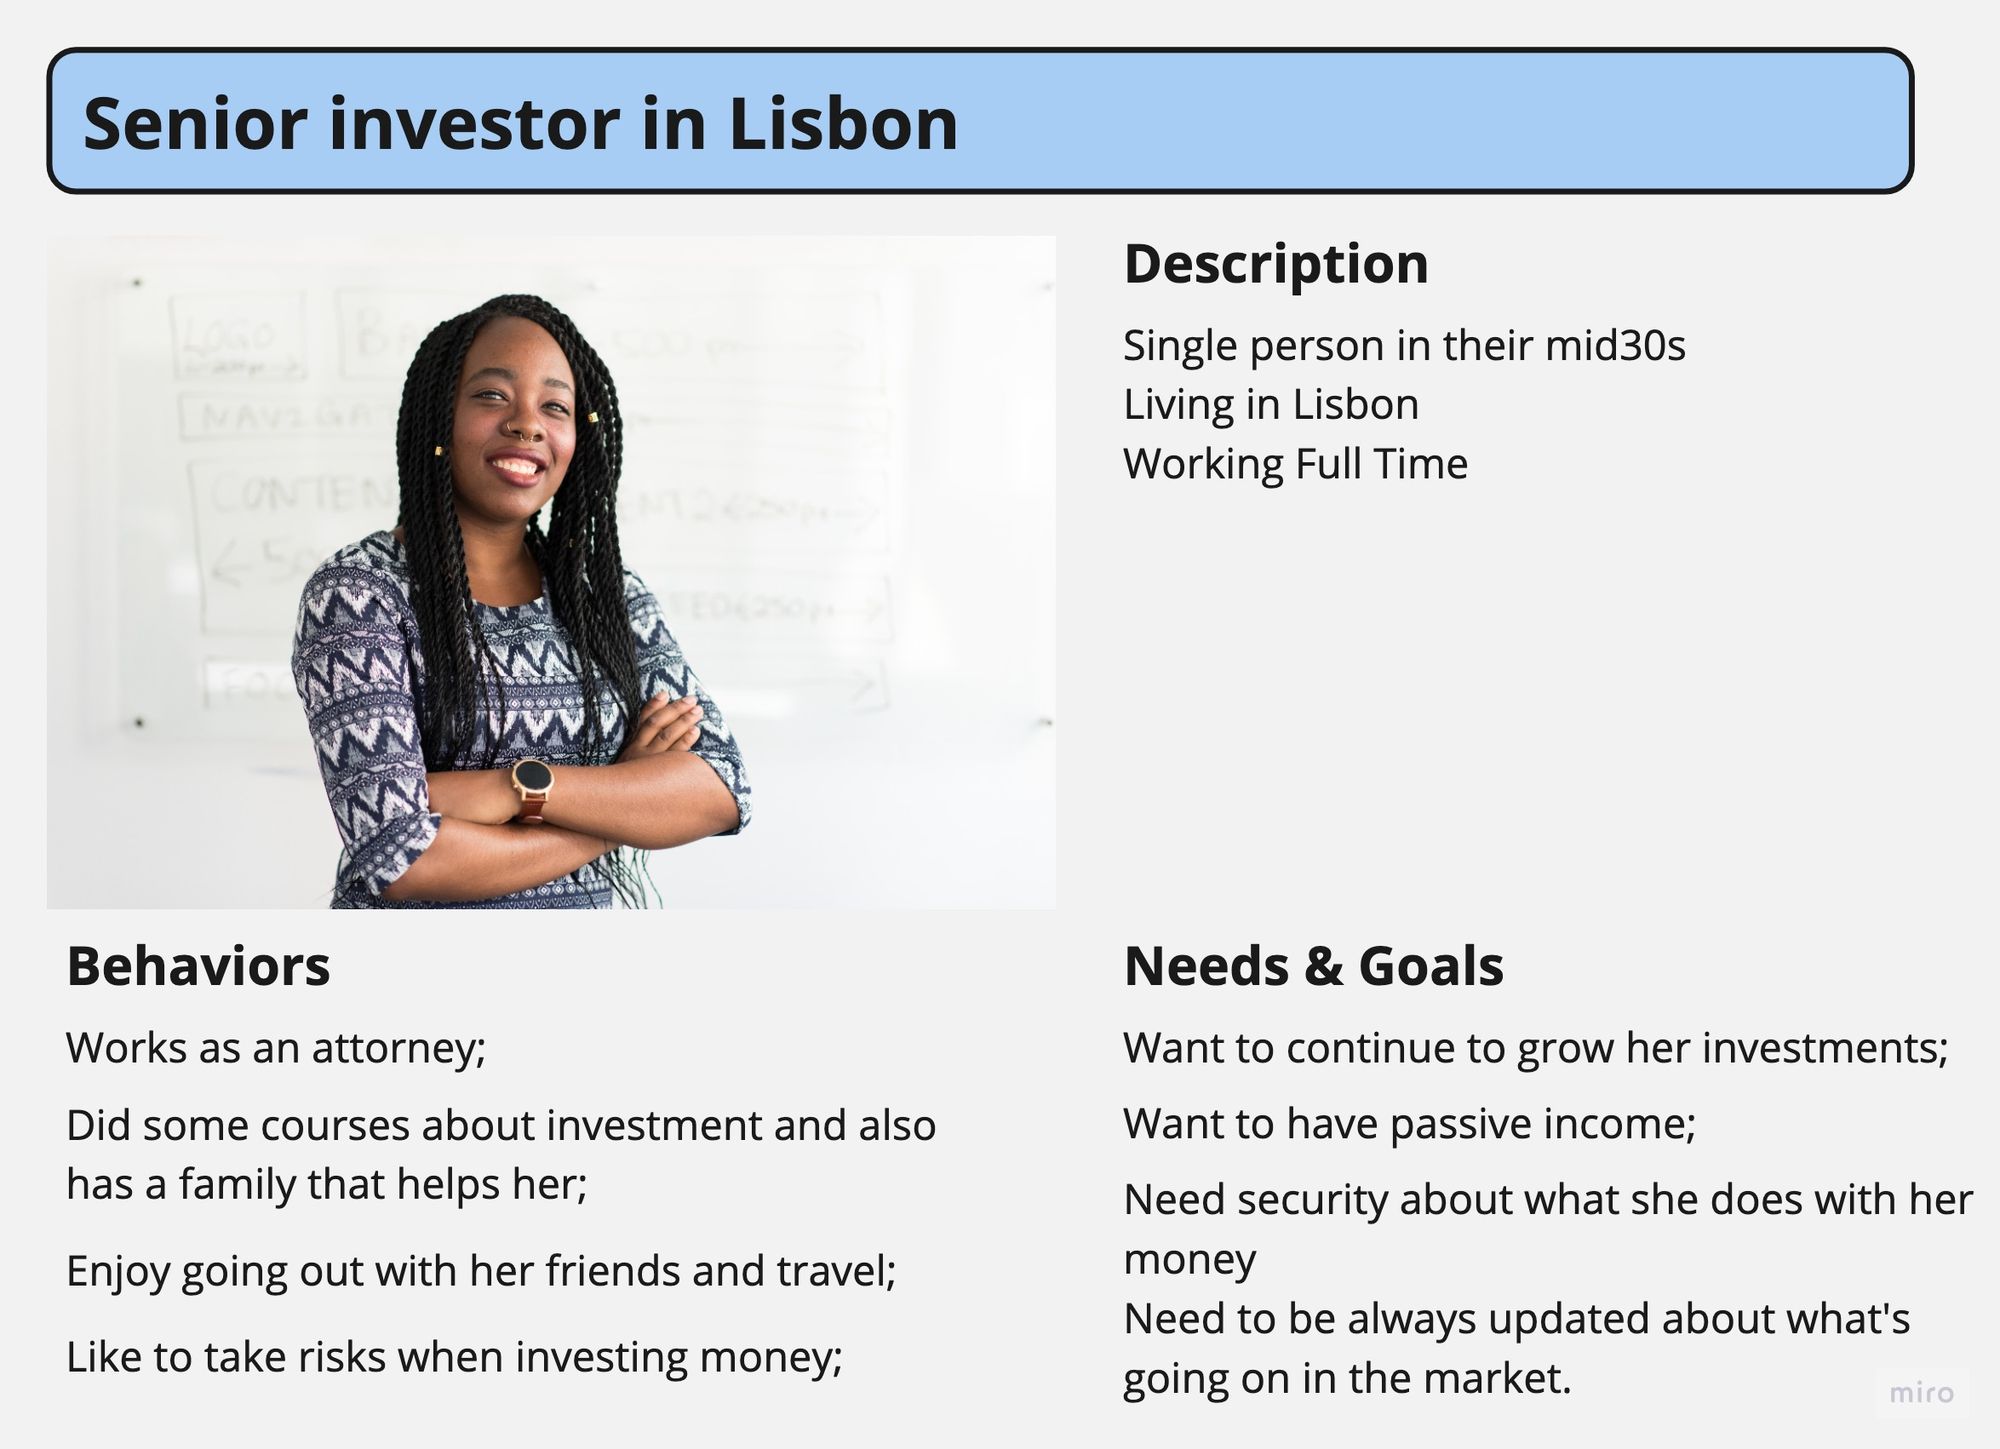 Senior investor in Lisbon
LOGO
NAVIGAT
CONTEN
ENT2
Description
Single person in their mid30s
Living in Lisbon
Working Full Time
Behaviors
Works as an attorney;
Did some courses about investment and also
has a family that helps her;
Enjoy going out with her friends and travel;
Like to take risks when investing money;
Needs & Goals
Want to continue to grow her investments;
Want to have passive income;
Need security about what she does with her
money
Need to be always updated about what's
going on in the market.
miro